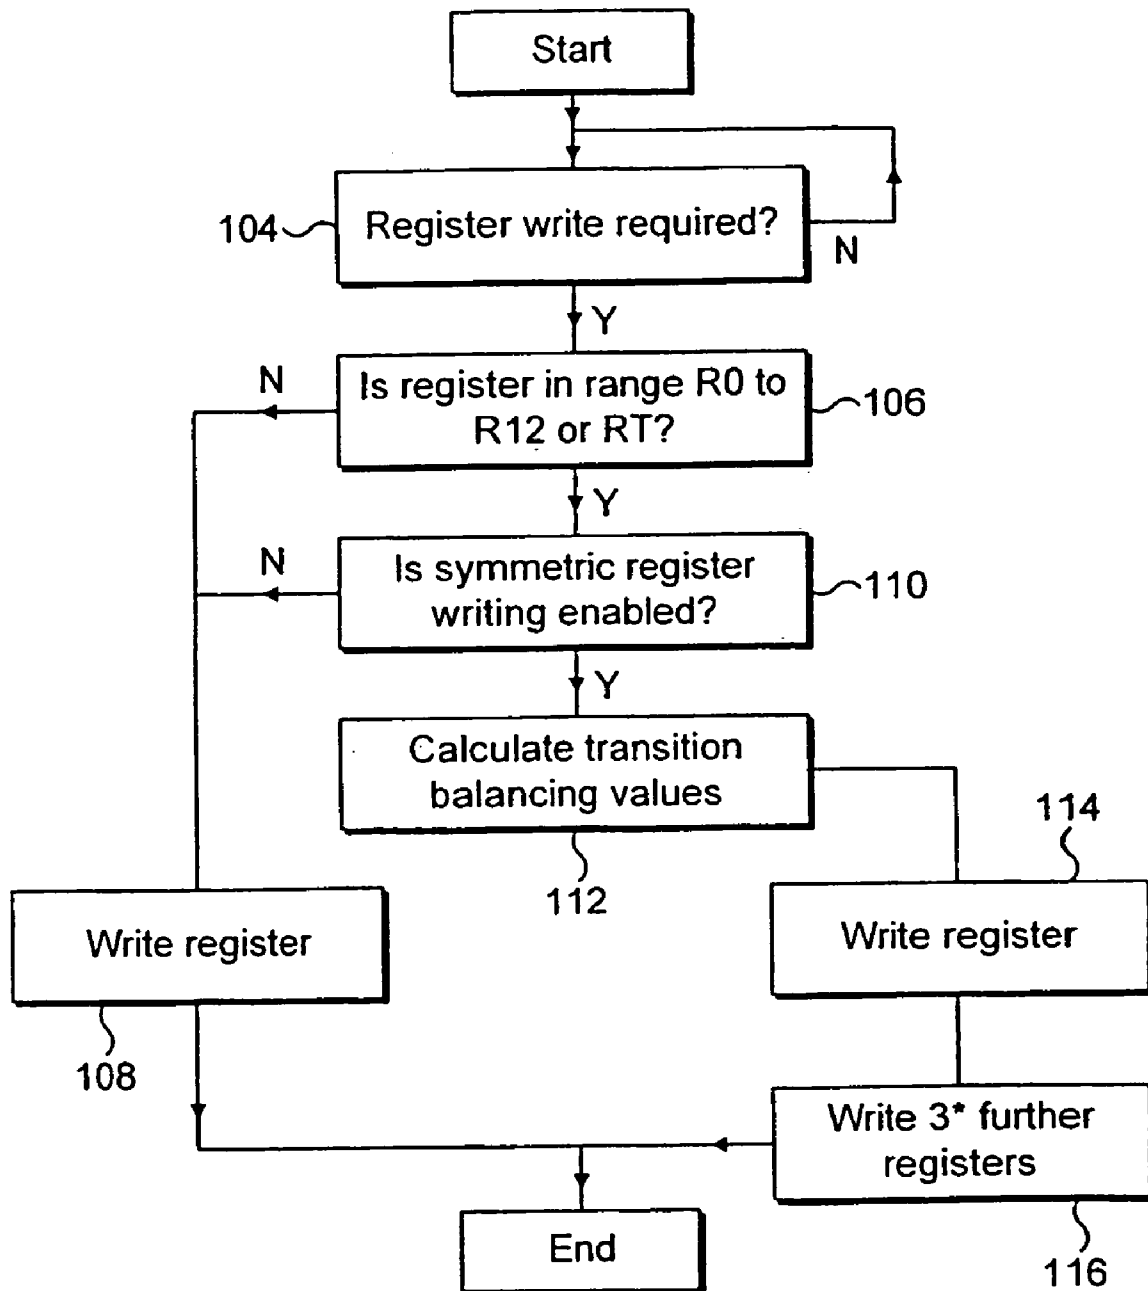 Start
104
Register write required?
N
Y
N
Is register in range R0 to
R12 or RT?
106
Y
N
Is symmetric register
writing enabled?
110
Y
Calculate transition
balancing values
112
114
Write register
108
Write register
Write 3* further
registers
116
End